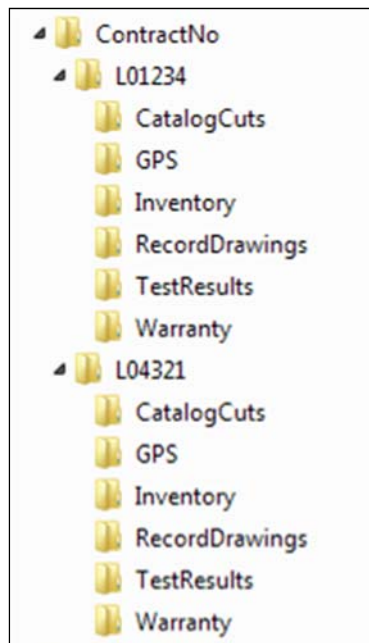 ContractNo
L01234
CatalogCuts
GPS
Inventory
RecordDrawings
TestResults
Warranty
L04321
CatalogCuts
GPS
Inventory
RecordDrawings
TestResults
Warranty